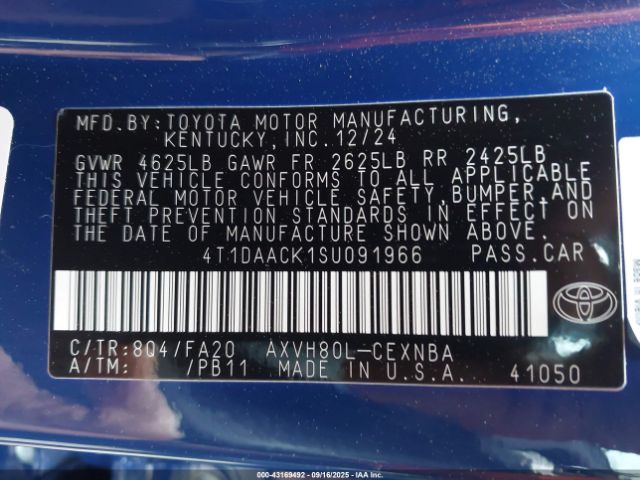 MFD.BY:TOYOTA MOTOR MANUFACTURING,
KENTUCKY,INC.12/24
GVWR 4625LB GAWR FR 2625LB RR 2425LB
THIS VEHICLE CONFORMS TO ALL APPLICABLE
FEDERAL MOTOR VEHICLE SAFETY,BUMPER,AND
THEFT PREVENTION STANDARDS IN EFFECT ON
THE DATE OF MANUFACTURE SHOWN ABOVE.
4T1DAACK1SU091966 PASS.CAR
C/TR:8Q4/FA20 AXVH80L-CEXNBA
A/TM: /PB11 MADE IN U.S.A. 41050
000-43169492 - 09/16/2025 - IAA Inc.